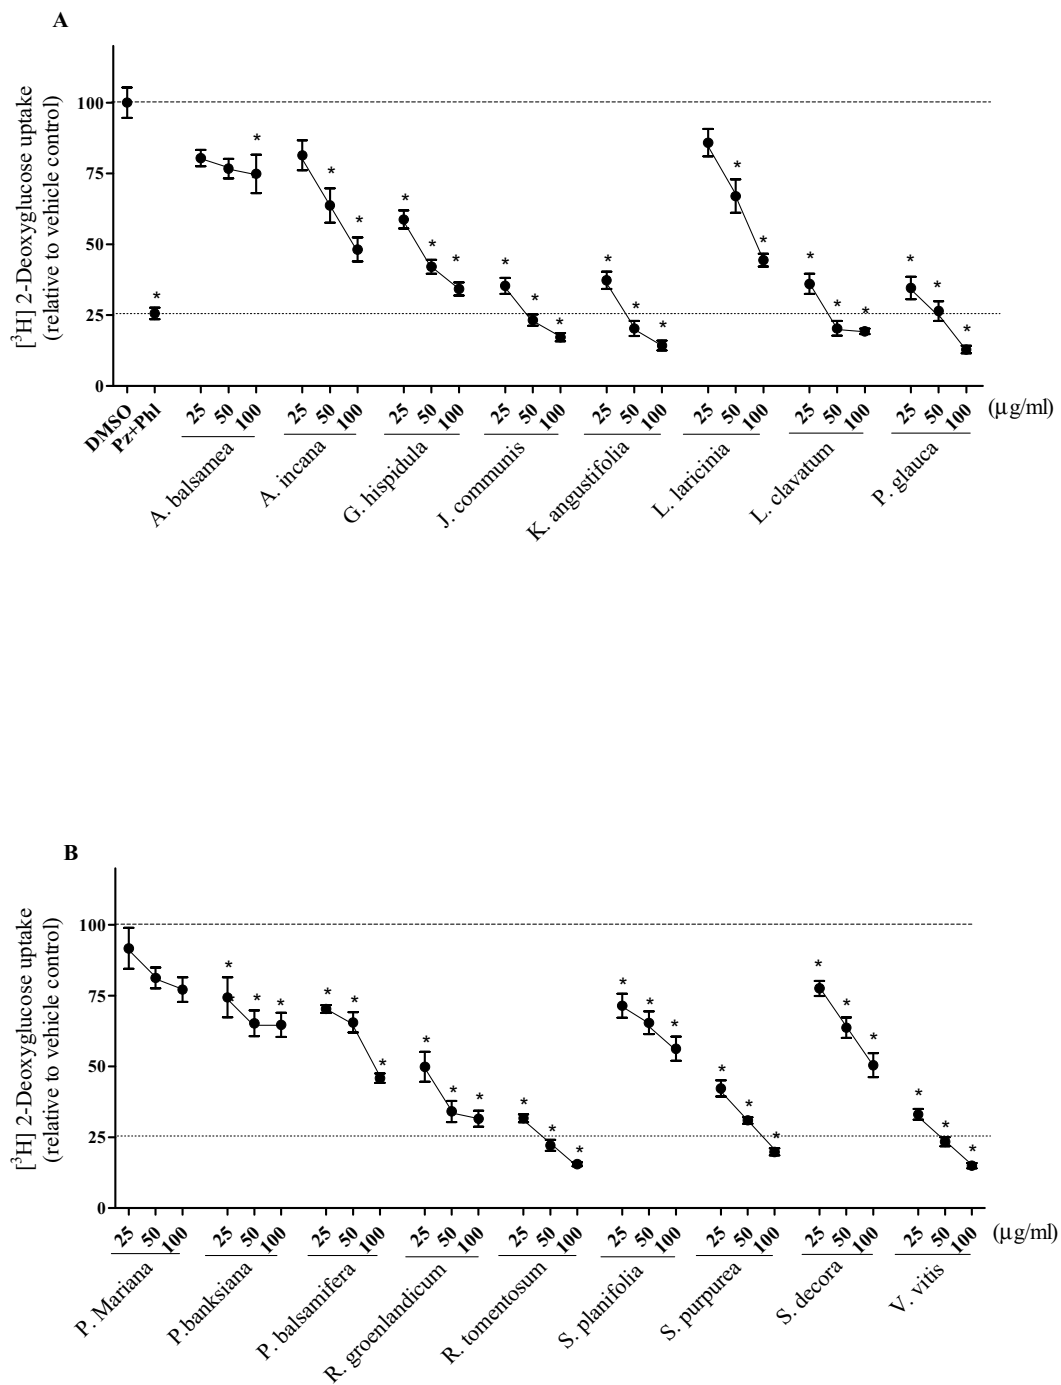 A
[³H] 2-Deoxyglucose uptake
(relative to vehicle control)
100
75
50
25
0
* * * * * * * * * * * * * * * * * * * * *
DMSO Pz+Phl 25 50 100 25 50 100 25 50 100 25 50 100 25 50 100 25 50 100 25 50 100 25 50 100 (μg/ml)
A. balsamea A. incana G. hispidula J. communis K. angustifolia L. laricinia L. clavatum P. glauca
B
[³H] 2-Deoxyglucose uptake
(relative to vehicle control)
100
75
50
25
0
* * * * * * * * * * * * * * * * * * * * * * * *
25 50 100 25 50 100 25 50 100 25 50 100 25 50 100 25 50 100 25 50 100 25 50 100 25 50 100 (μg/ml)
P. Mariana P.banksiana P. balsamifera R. groenlandicum R. tomentosum S. planifolia S. purpurea S. decora V. vitis